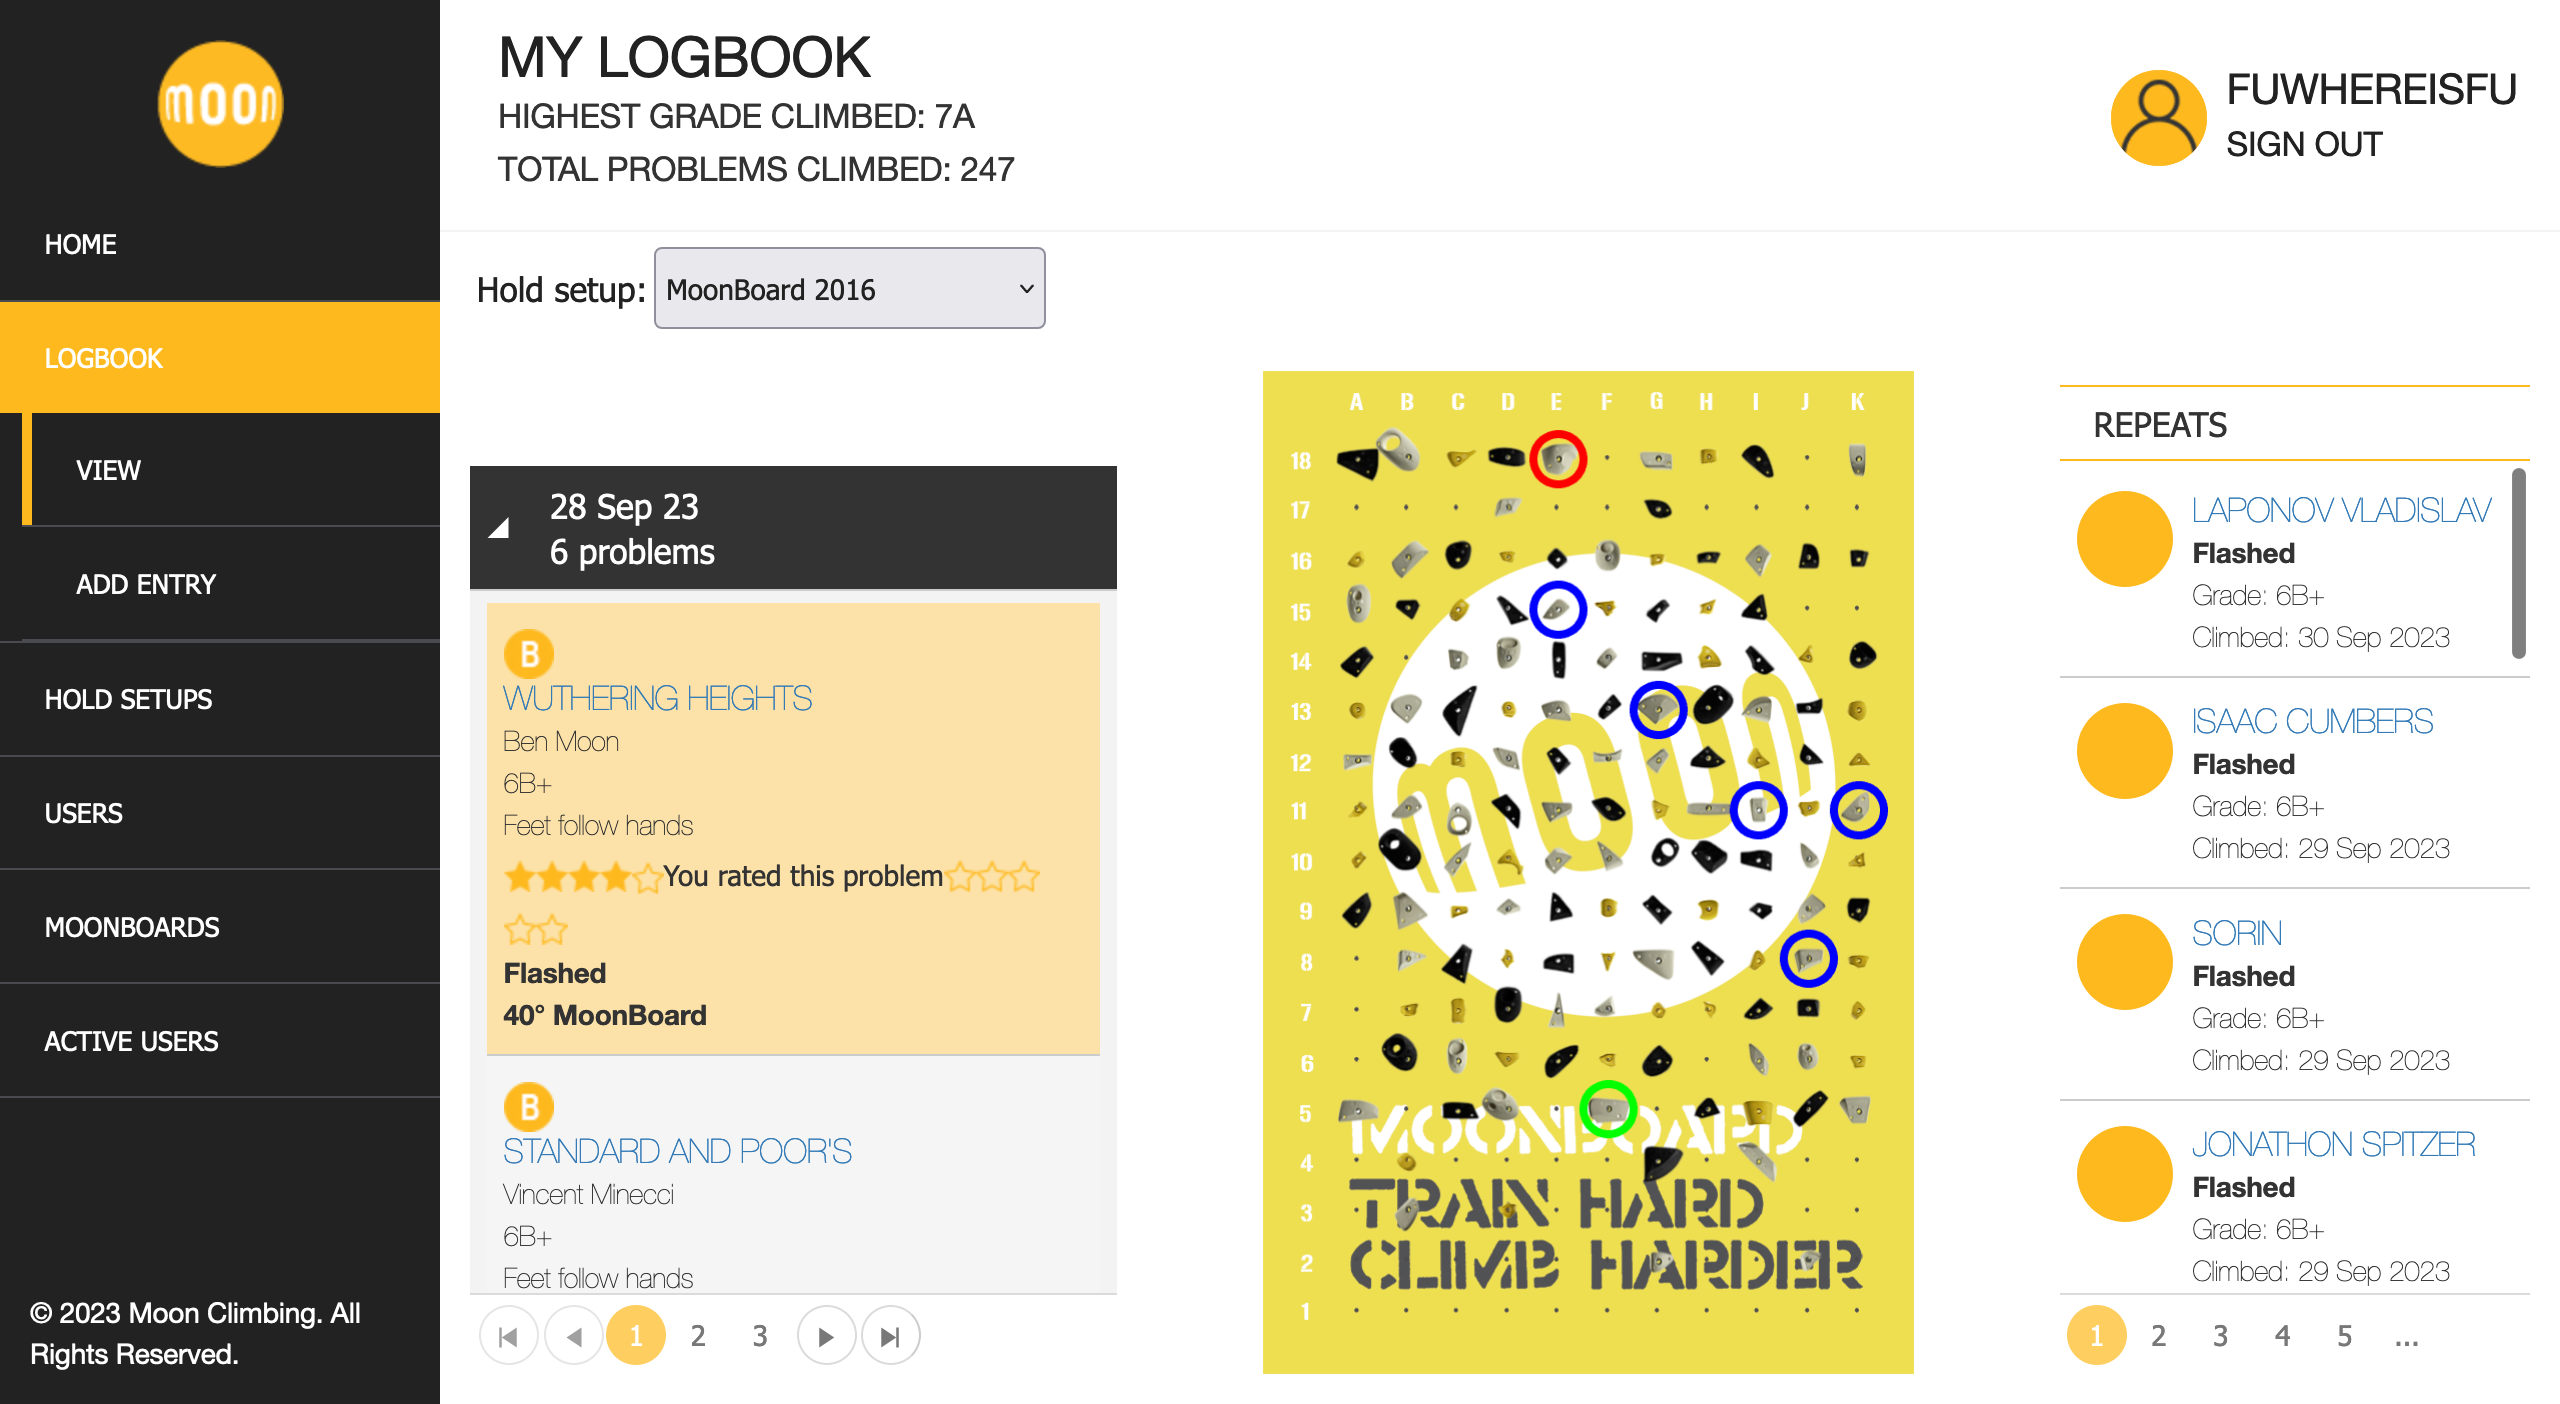 moon
HOME
LOGBOOK
VIEW
ADD ENTRY
HOLD SETUPS
USERS
MOONBOARDS
ACTIVE USERS
© 2023 Moon Climbing. All
Rights Reserved.
MY LOGBOOK
HIGHEST GRADE CLIMBED: 7A
TOTAL PROBLEMS CLIMBED: 247
FUWHEREISFU
SIGN OUT
Hold setup: MoonBoard 2016
28 Sep 23
6 problems
B
WUTHERING HEIGHTS
Ben Moon
6B+
Feet follow hands
You rated this problem
Flashed
40° MoonBoard
B
STANDARD AND POOR'S
Vincent Minecci
6B+
Feet follow hands
1 2 3
A B C D E F G H I J K
18
17
16
15
14
13
12
11
10
9
8
7
6
5
4
3
2
1
moon
MOONBOARD
TRAIN HARD
CLIMB HARDER
REPEATS
LAPONOV VLADISLAV
Flashed
Grade: 6B+
Climbed: 30 Sep 2023
ISAAC CUMBERS
Flashed
Grade: 6B+
Climbed: 29 Sep 2023
SORIN
Flashed
Grade: 6B+
Climbed: 29 Sep 2023
JONATHON SPITZER
Flashed
Grade: 6B+
Climbed: 29 Sep 2023
1 2 3 4 5 ...